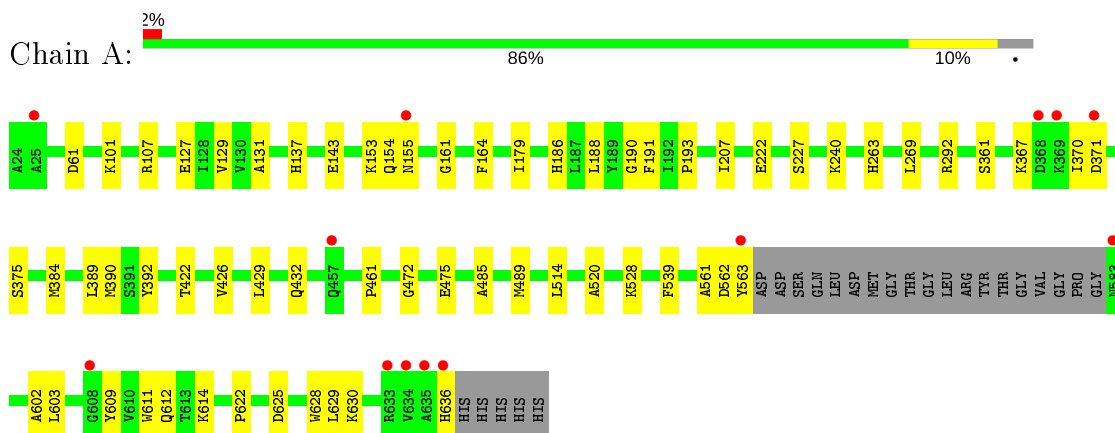 2%
Chain A:
86% 10% •
A24 A25 D61 K101 R107 E127 I128 V129 V130 A131 H137 E143 K153 Q154 N155 G161 F164 I179 H186 L187 L188 Y189 G190 F191 I192 P193 I207 E222 S227 K240 H263 L269 R292 S361 K367 D368 K369 I370 D371
S375 M384 L389 M390 S391 Y392 T422 V426 L429 Q432 Q457 P461 G472 E475 A485 M489 L514 A520 K528 F539 A561 D562 Y563 ASP ASP SER GLN LEU ASP MET GLY THR GLY LEU ARG TYR THR GLY VAL GLY PRO GLY N583
A602 L603 G608 Y609 V610 W611 Q612 T613 K614 P622 D625 W628 L629 K630 R633 V634 A635 H636 HIS HIS HIS HIS HIS